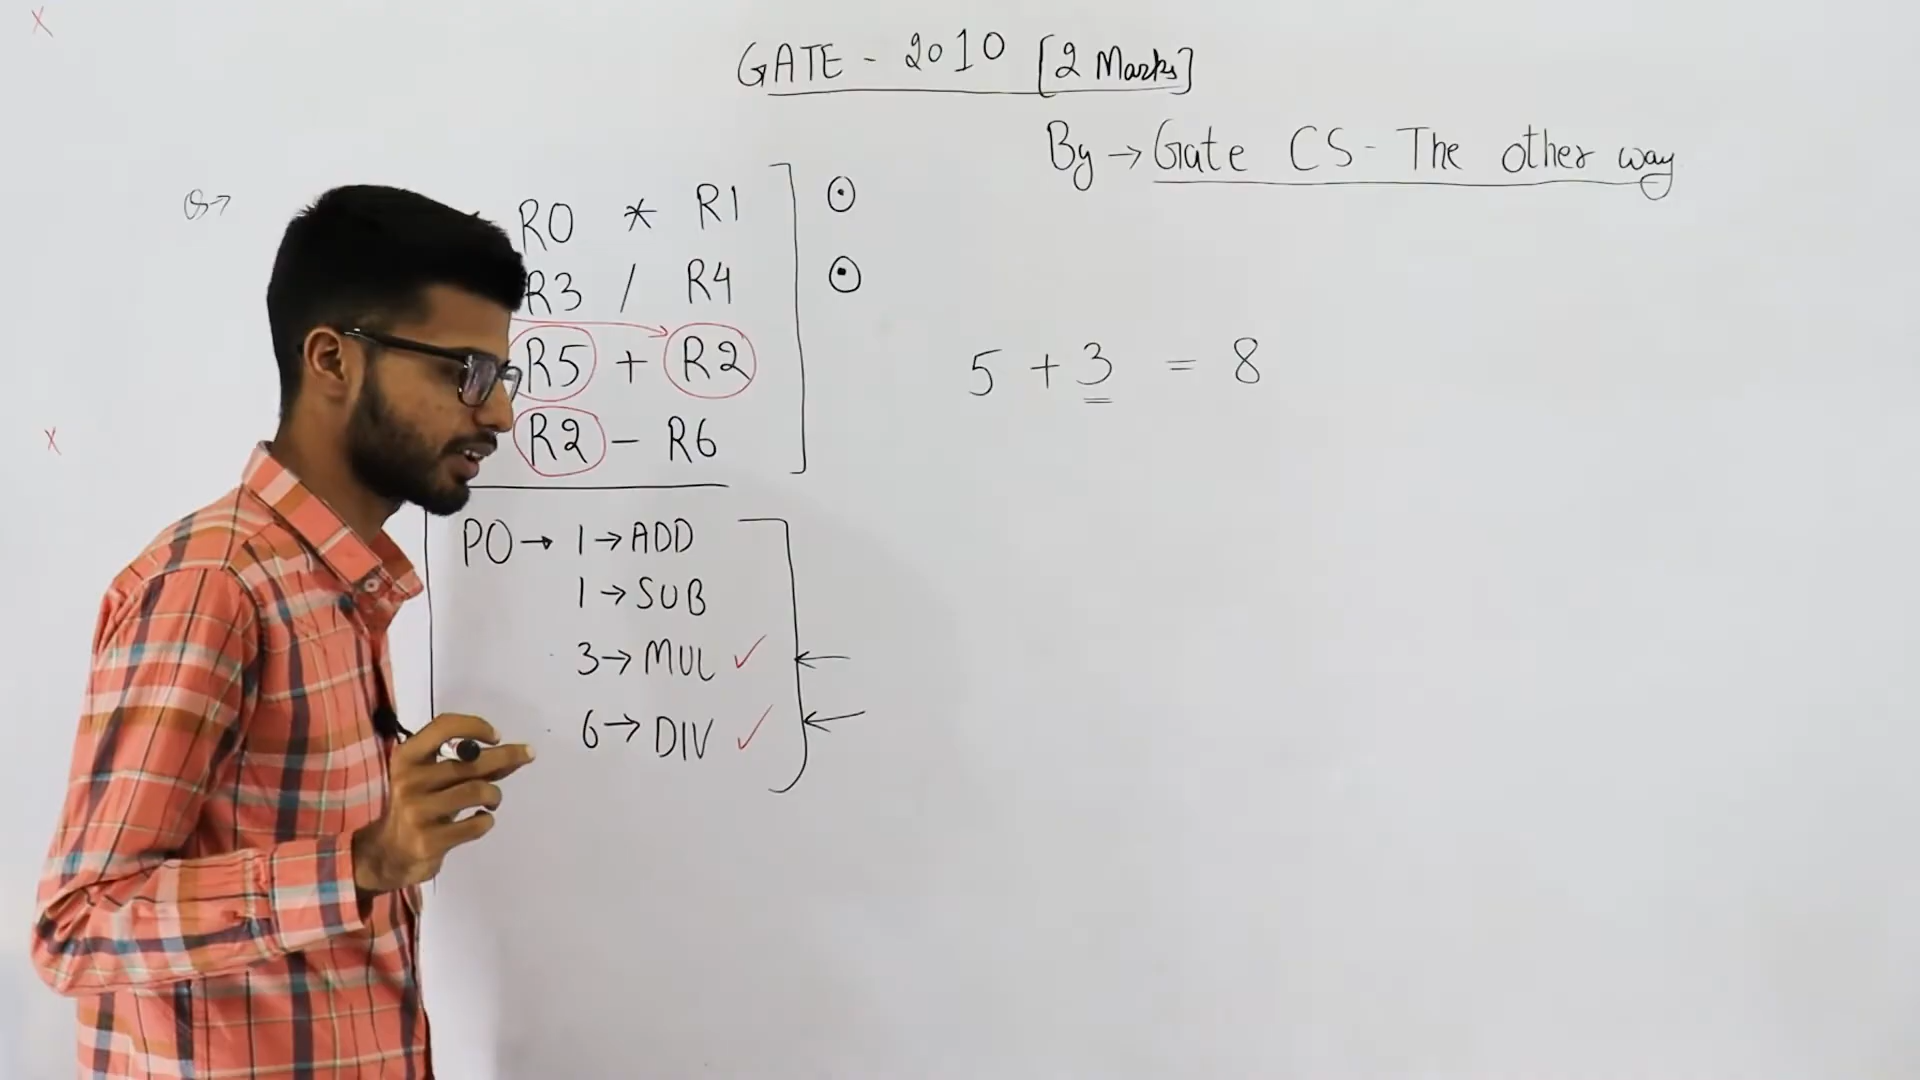 GATE - 2010 [2 Marks]
By → Gate CS - The other way
Q→
R0 * R1
R3 / R4
R5 + R2
5 + 3 = 8
R2 - R6
PO → 1 → ADD
1 → SUB
3 → MUL ✓
6 → DIV ✓